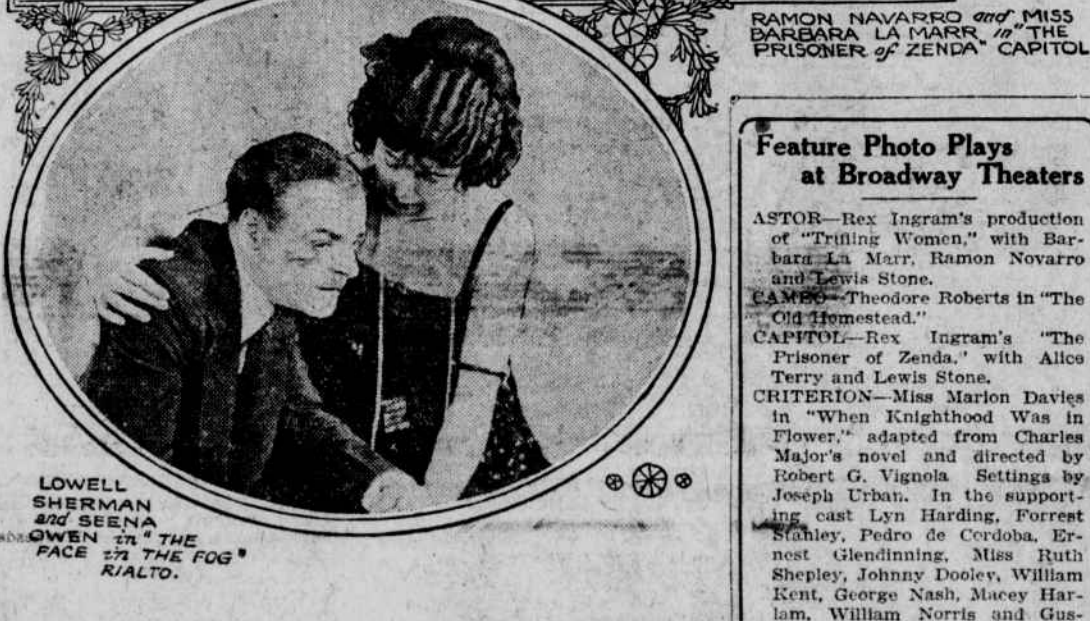 RAMON NAVARRO and MISS
BARBARA LA MARR in "THE
PRISONER of ZENDA" CAPITOL
LOWELL
SHERMAN
and SEENA
OWEN in "THE
FACE in THE FOG"
RIALTO.
Feature Photo Plays
at Broadway Theaters
ASTOR—Rex Ingram's production
of "Trifling Women," with Bar-
bara La Marr, Ramon Novarro
and Lewis Stone.
CAMEO—Theodore Roberts in "The
Old Homestead."
CAPITOL—Rex Ingram's "The
Prisoner of Zenda," with Alice
Terry and Lewis Stone.
CRITERION—Miss Marion Davies
in "When Knighthood Was in
Flower," adapted from Charles
Major's novel and directed by
Robert G. Vignola Settings by
Joseph Urban. In the support-
ing cast Lyn Harding, Forrest
Stanley, Pedro de Cordoba, Er-
nest Glendinning, Miss Ruth
Shepley, Johnny Dooley, William
Kent, George Nash, Macey Har-
lam, William Norris and Gus-